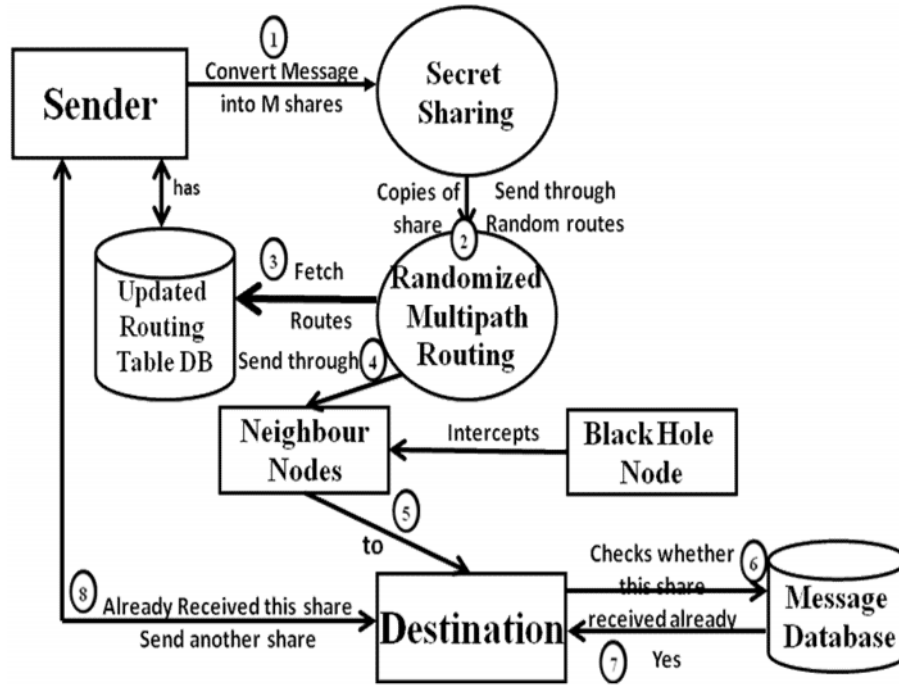 1
Convert Message
into M shares
Sender
Secret
Sharing
has
Copies of
share
Send through
Random routes
2
3
Fetch
Routes
Updated
Routing
Table DB
Randomized
Multipath
Routing
Send through
4
Neighbour
Nodes
Intercepts
Black Hole
Node
5
to
Checks whether
this share
received already
6
Message
Database
Destination
7
Yes
8
Already Received this share
Send another share